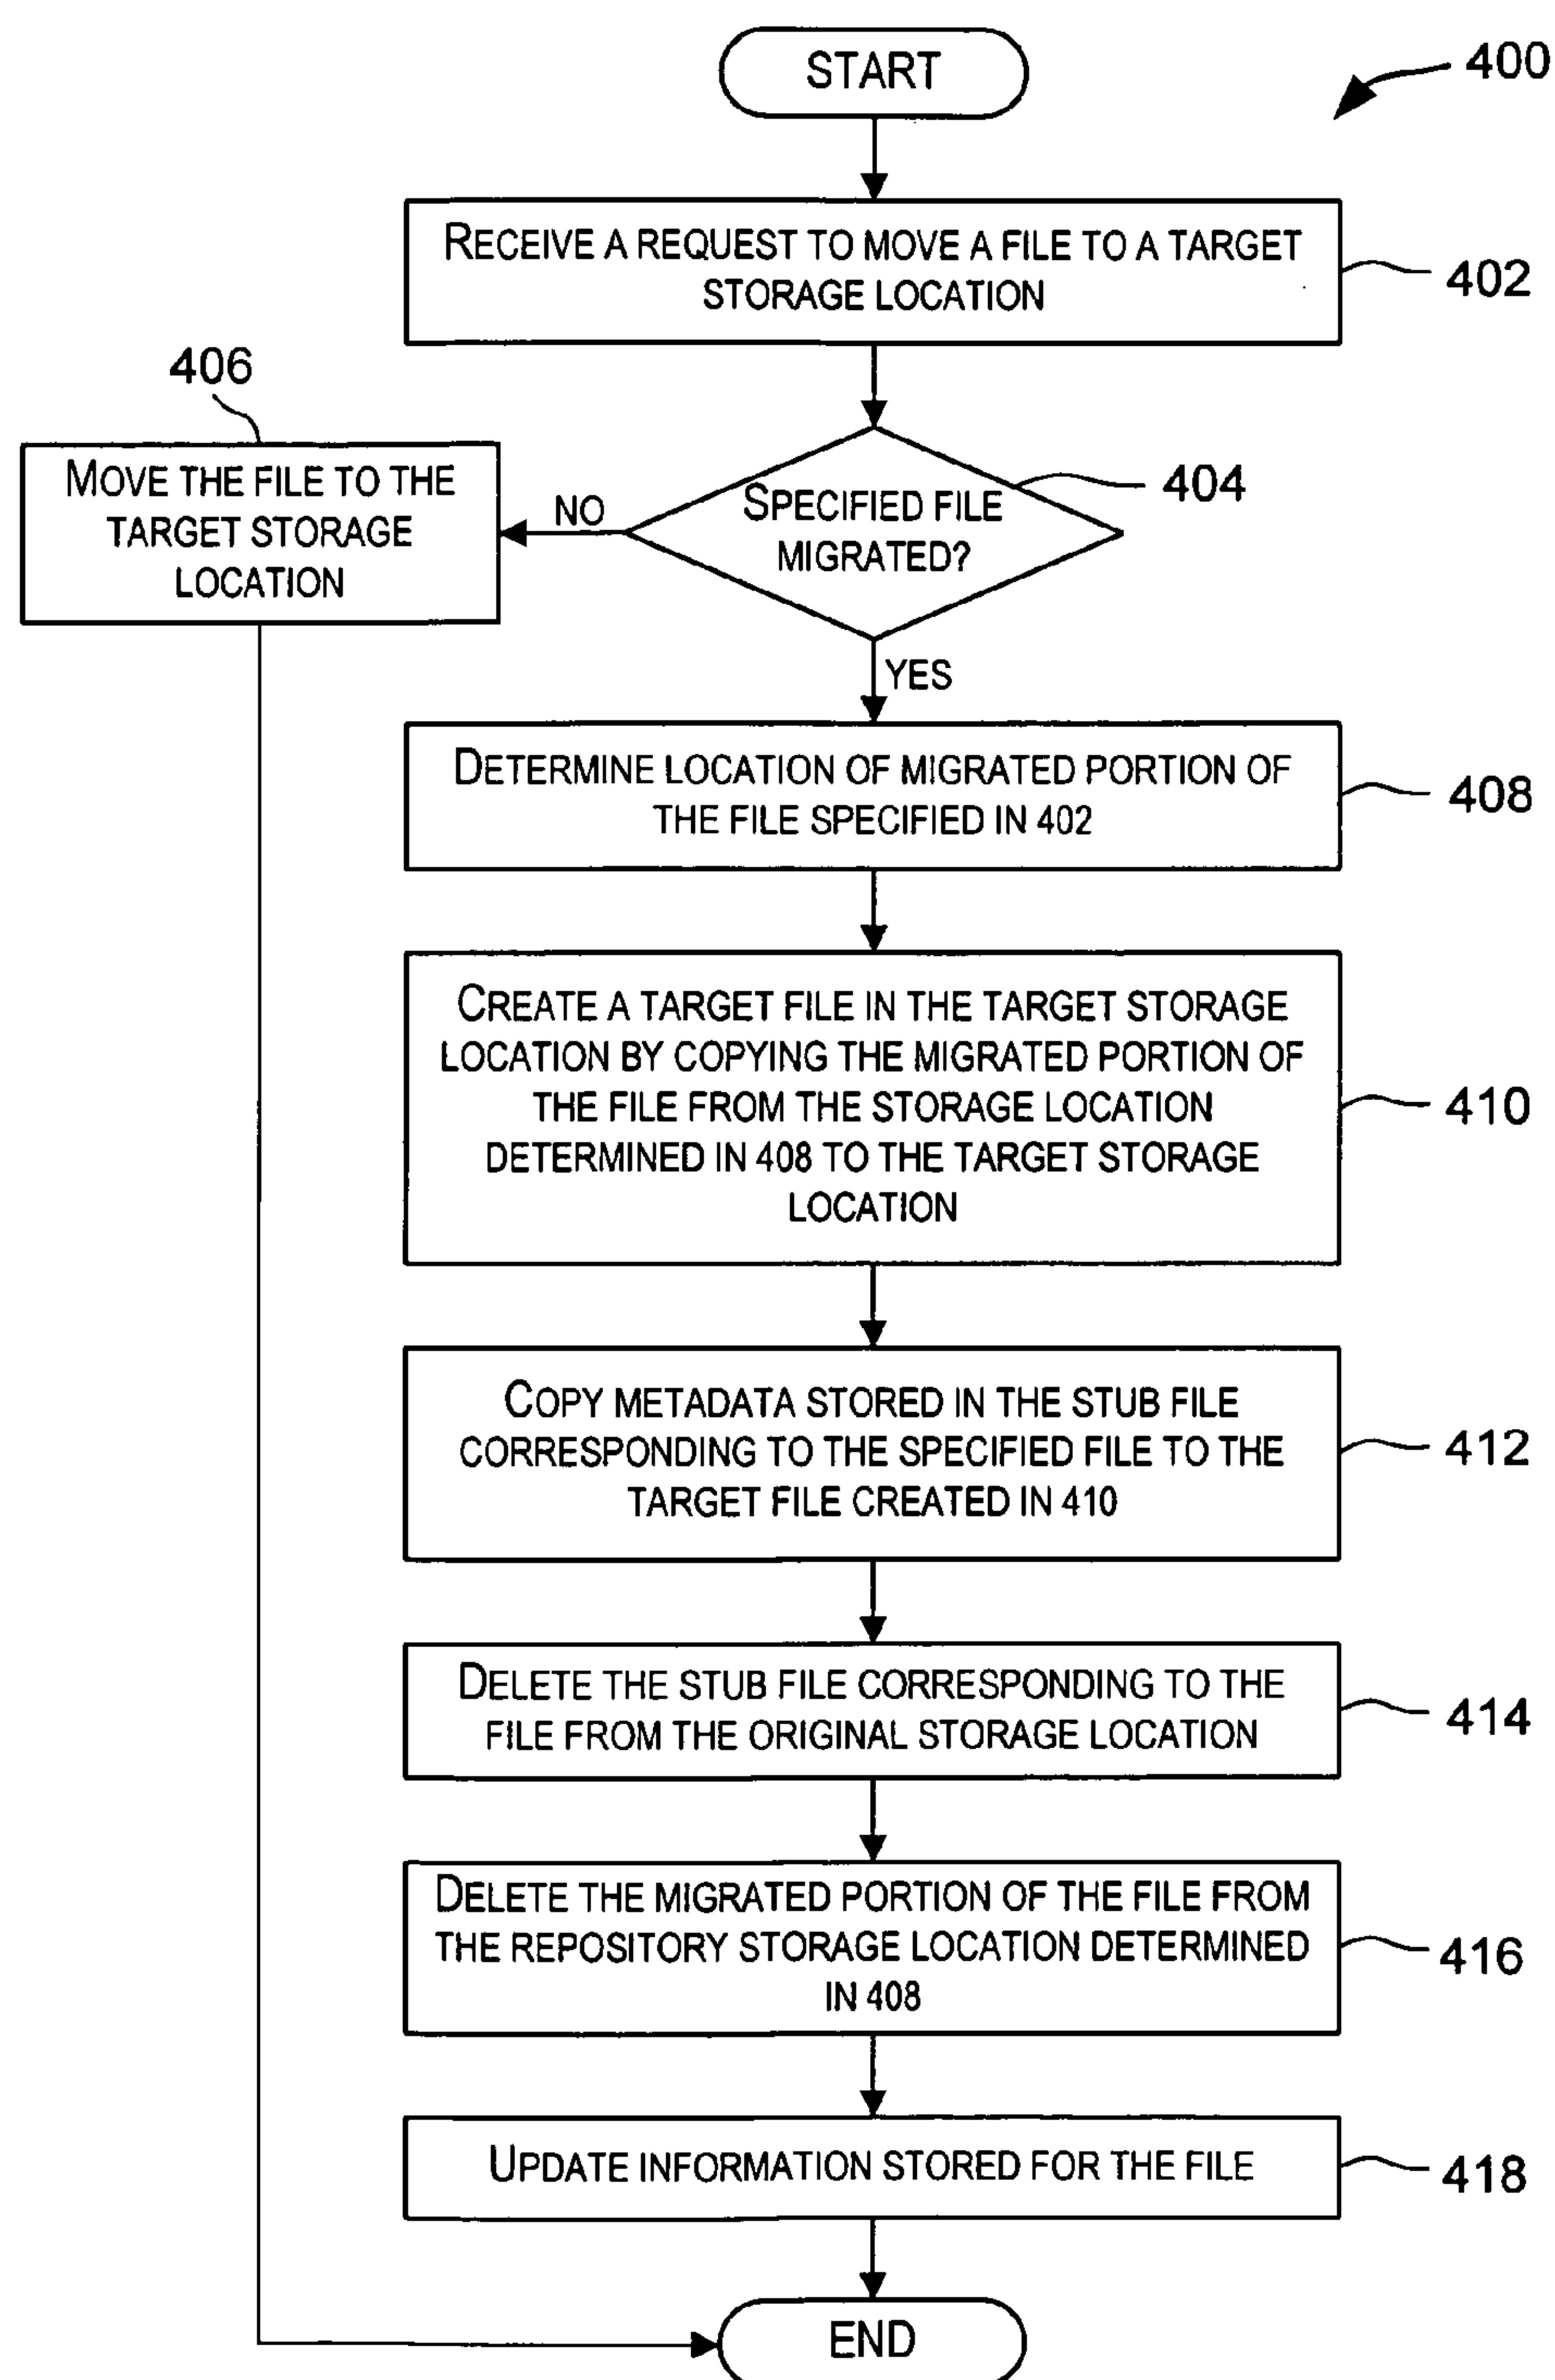 START
400
RECEIVE A REQUEST TO MOVE A FILE TO A TARGET
STORAGE LOCATION
402
406
MOVE THE FILE TO THE
TARGET STORAGE
LOCATION
NO
SPECIFIED FILE
MIGRATED?
404
YES
DETERMINE LOCATION OF MIGRATED PORTION OF
THE FILE SPECIFIED IN 402
408
CREATE A TARGET FILE IN THE TARGET STORAGE
LOCATION BY COPYING THE MIGRATED PORTION OF
THE FILE FROM THE STORAGE LOCATION
DETERMINED IN 408 TO THE TARGET STORAGE
LOCATION
410
COPY METADATA STORED IN THE STUB FILE
CORRESPONDING TO THE SPECIFIED FILE TO THE
TARGET FILE CREATED IN 410
412
DELETE THE STUB FILE CORRESPONDING TO THE
FILE FROM THE ORIGINAL STORAGE LOCATION
414
DELETE THE MIGRATED PORTION OF THE FILE FROM
THE REPOSITORY STORAGE LOCATION DETERMINED
IN 408
416
UPDATE INFORMATION STORED FOR THE FILE
418
END